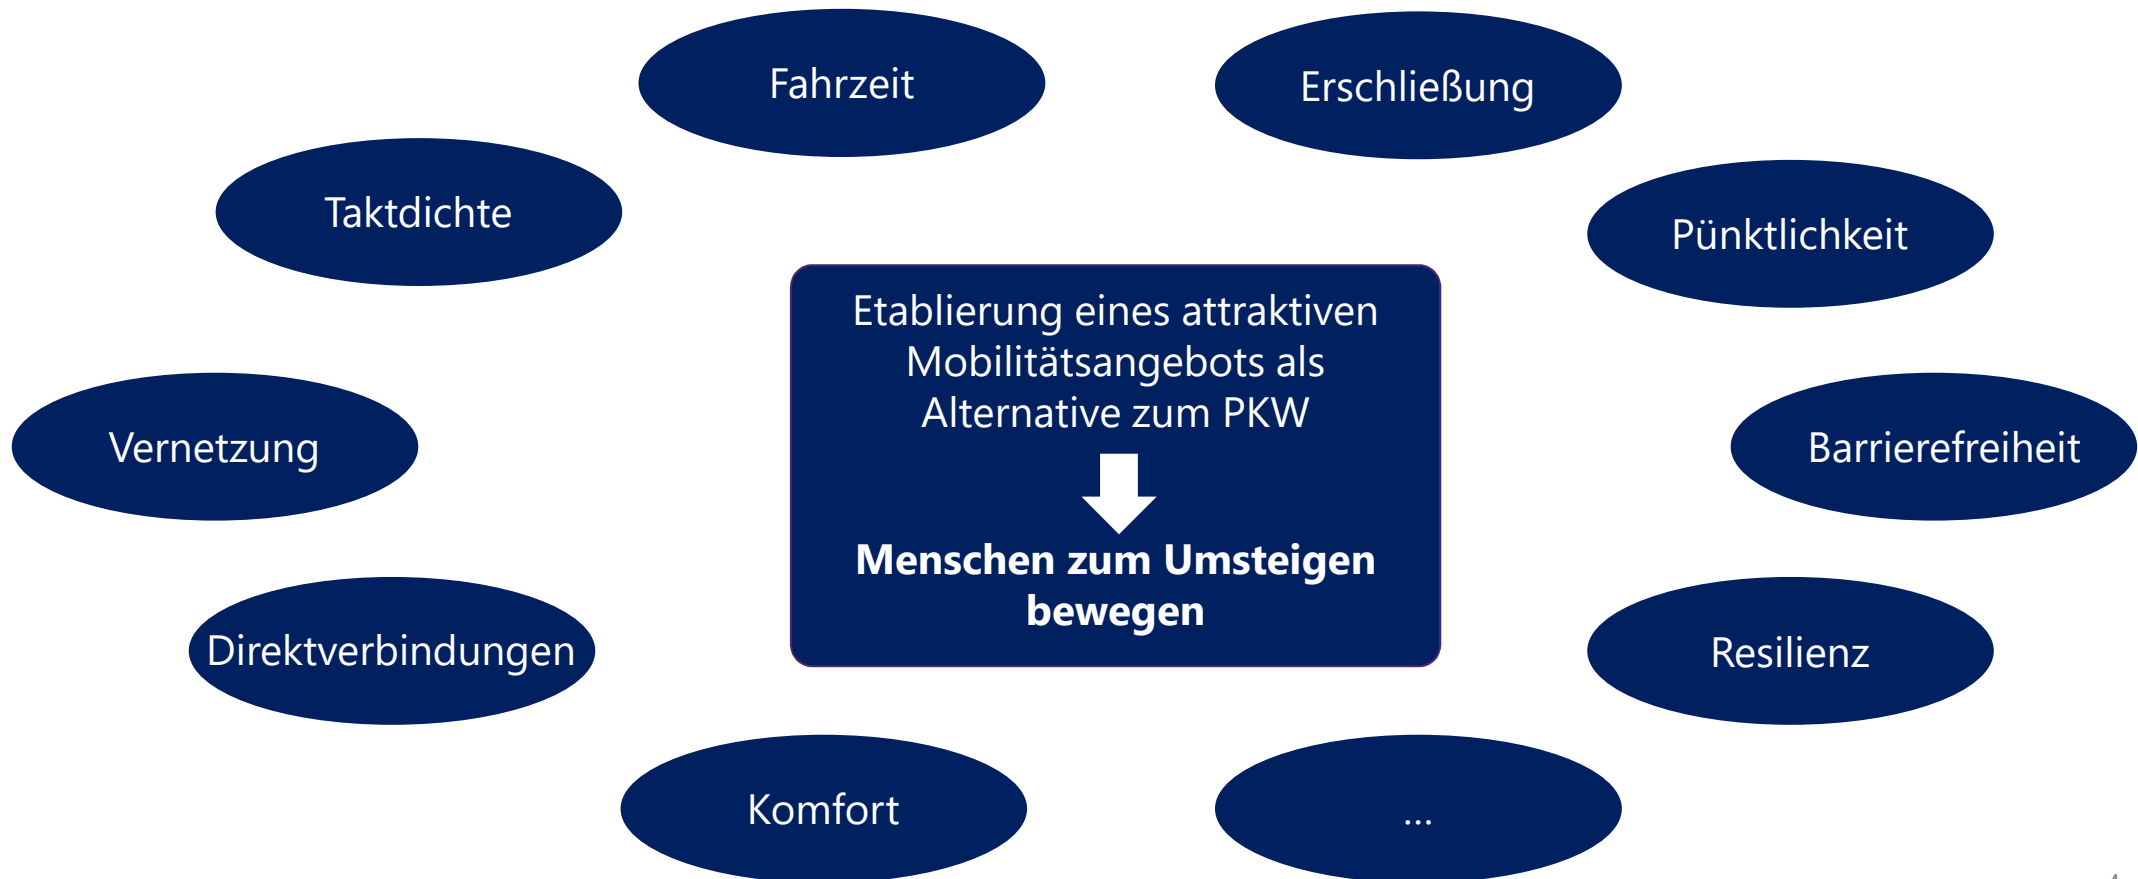 Fahrzeit
Erschließung
Taktdichte
Pünktlichkeit
Etablierung eines attraktiven
Mobilitätsangebots als
Alternative zum PKW
Menschen zum Umsteigen
bewegen
Vernetzung
Barrierefreiheit
Direktverbindungen
Resilienz
Komfort
...